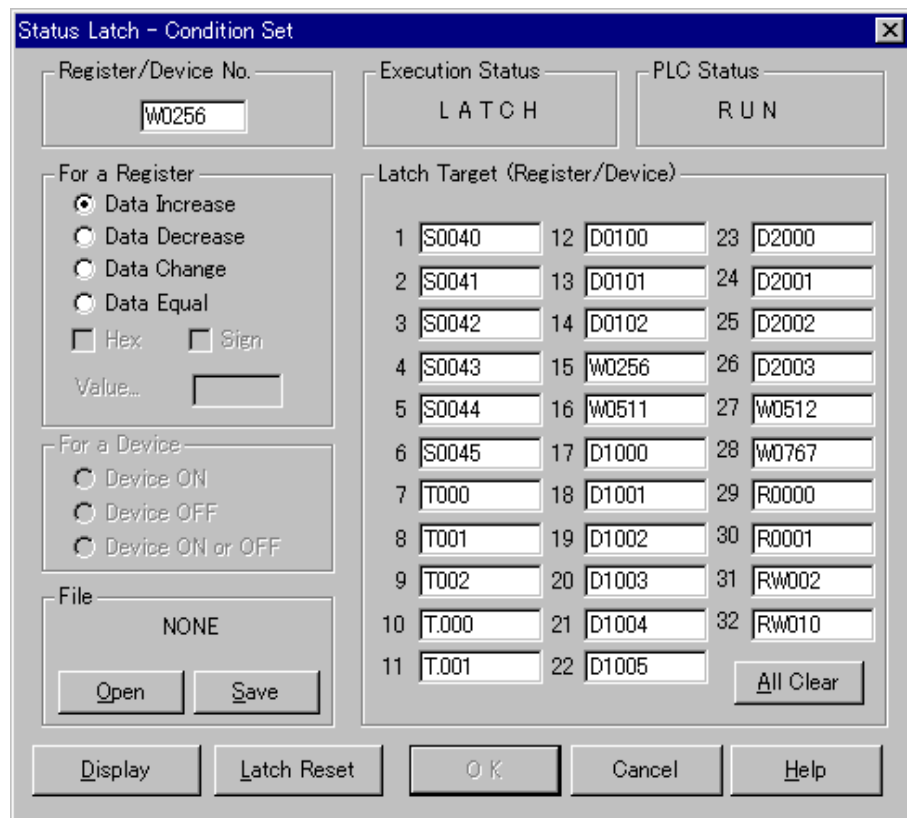 Status Latch - Condition Set
Register/Device No.
W0256
Execution Status
L A T C H
PLC Status
R U N
For a Register
Data Increase
Data Decrease
Data Change
Data Equal
Hex Sign
Value...
For a Device
Device ON
Device OFF
Device ON or OFF
File
NONE
Open Save
Latch Target (Register/Device)
1 S0040 12 D0100 23 D2000
2 S0041 13 D0101 24 D2001
3 S0042 14 D0102 25 D2002
4 S0043 15 W0256 26 D2003
5 S0044 16 W0511 27 W0512
6 S0045 17 D1000 28 W0767
7 T000 18 D1001 29 R0000
8 T001 19 D1002 30 R0001
9 T002 20 D1003 31 RW002
10 T.000 21 D1004 32 RW010
11 T.001 22 D1005
All Clear
Display Latch Reset O K Cancel Help